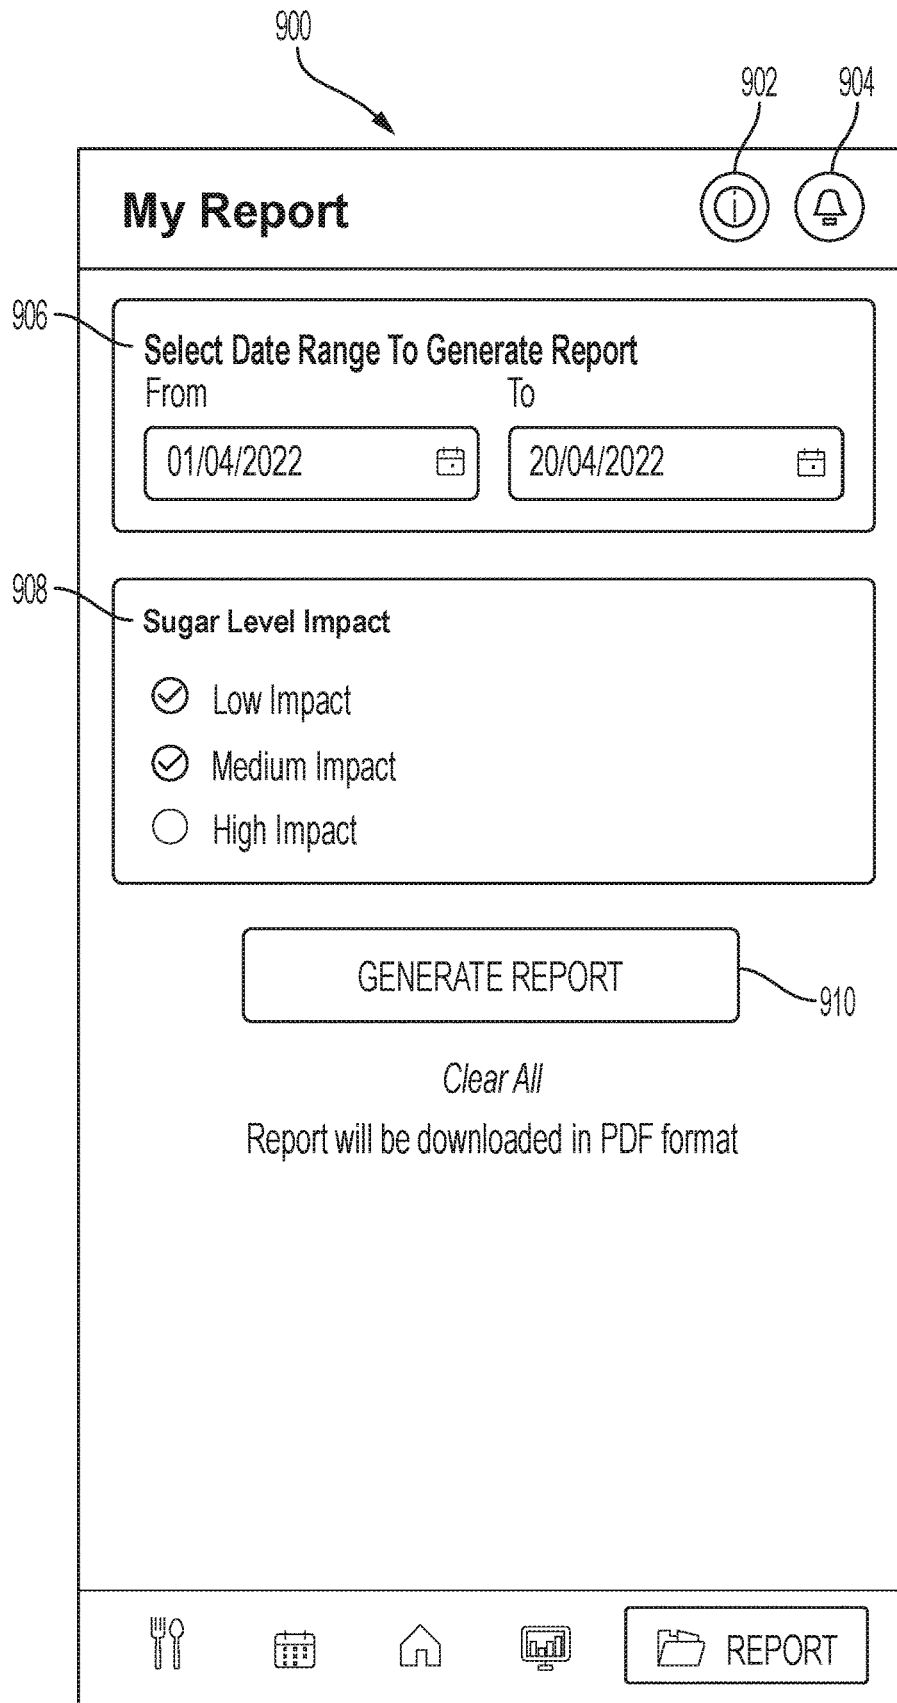 900
902 904
My Report
906
Select Date Range To Generate Report
From To
01/04/2022 20/04/2022
908
Sugar Level Impact
Low Impact
Medium Impact
High Impact
GENERATE REPORT
910
Clear All
Report will be downloaded in PDF format
REPORT